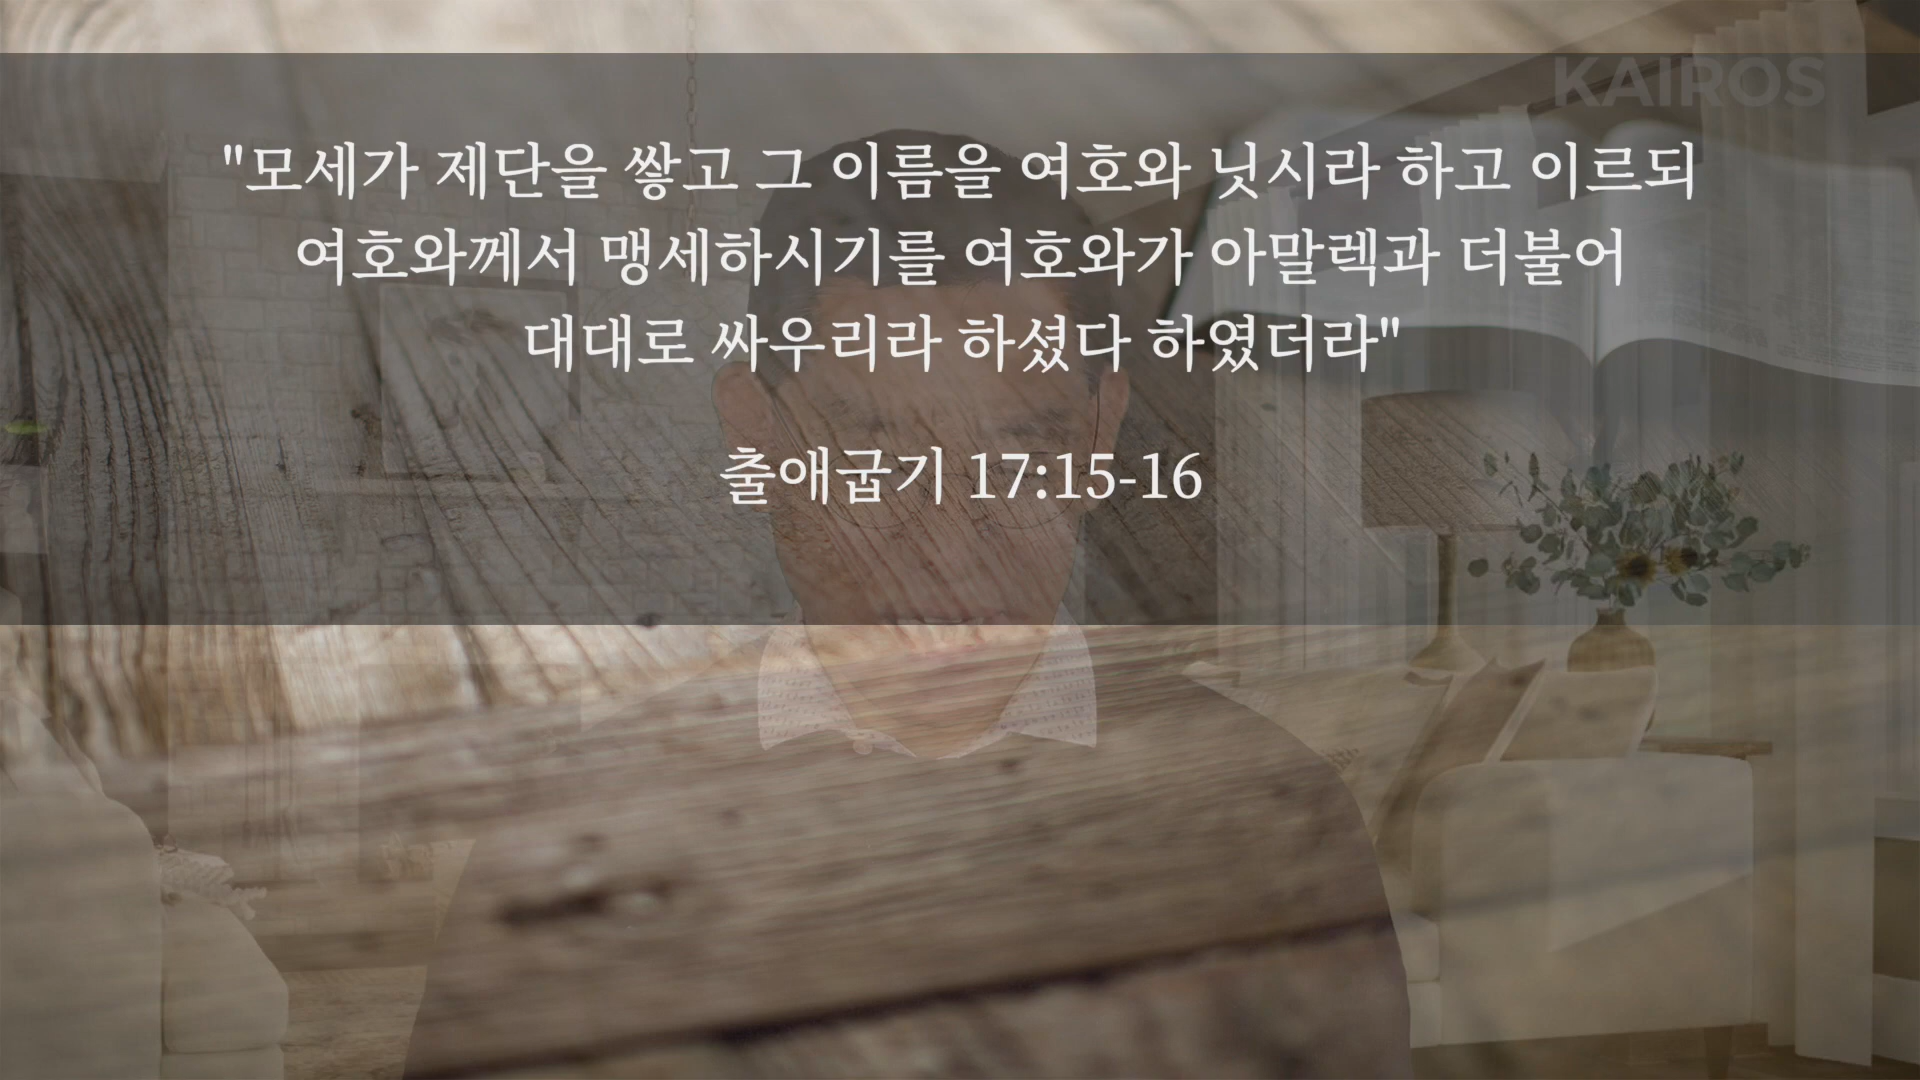 KAIROS
"모세가 제단을 쌓고 그 이름을 여호와 닛시라 하고 이르되
여호와께서 맹세하시기를 여호와가 아말렉과 더불어
대대로 싸우리라 하셨다 하였더라"
출애굽기 17:15-16